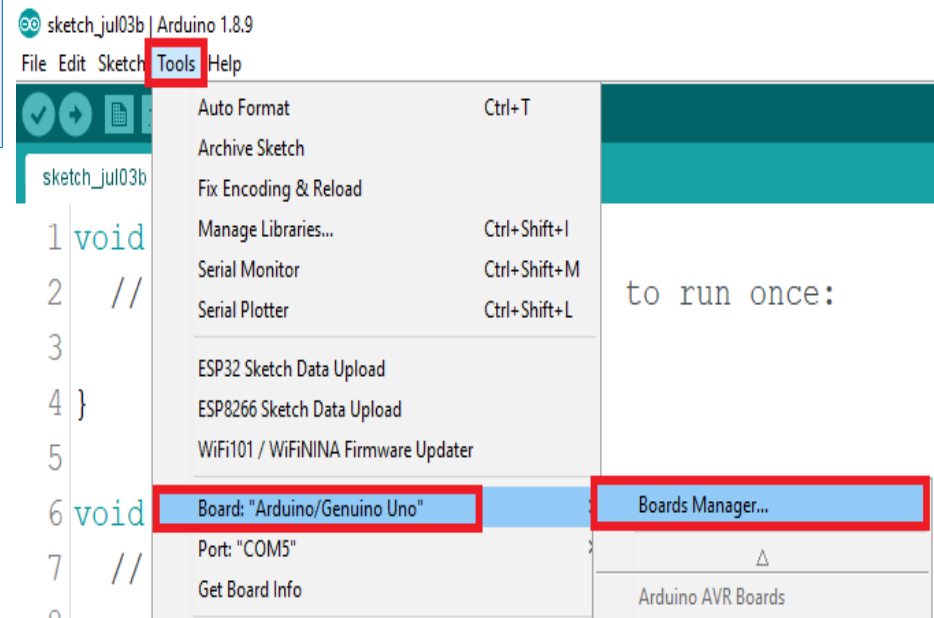 sketch_jul03b | Arduino 1.8.9
File Edit Sketch Tools Help
Auto Format Ctrl+T
Archive Sketch
sketch_jul03b
Fix Encoding & Reload
Manage Libraries... Ctrl+Shift+I
1 void
Serial Monitor Ctrl+Shift+M
2 // to run once:
Serial Plotter Ctrl+Shift+L
3
ESP32 Sketch Data Upload
4 }
ESP8266 Sketch Data Upload
5
WiFi101 / WiFiNINA Firmware Updater
6 void
Board: "Arduino/Genuino Uno"
Boards Manager...
Port: "COM5"
7 //
Get Board Info
Arduino AVR Boards